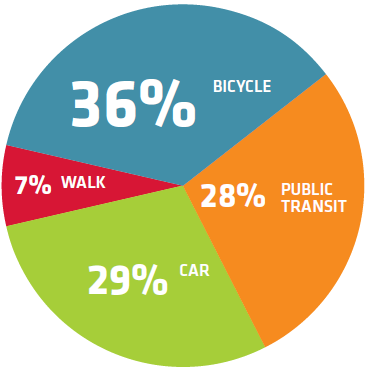 36% BICYCLE
7% WALK
28% PUBLIC
TRANSIT
29% CAR